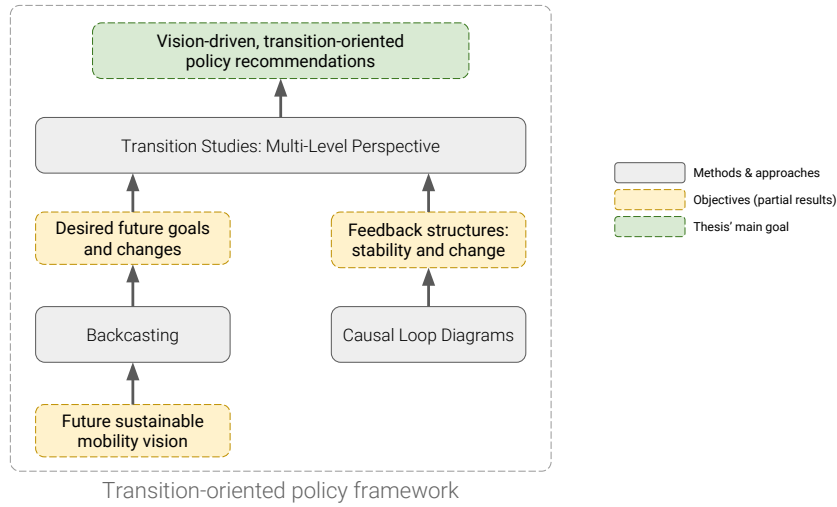 Vision-driven, transition-oriented
policy recommendations
Transition Studies: Multi-Level Perspective
Desired future goals
and changes
Feedback structures:
stability and change
Backcasting
Causal Loop Diagrams
Future sustainable
mobility vision
Transition-oriented policy framework
Methods & approaches
Objectives (partial results)
Thesis' main goal